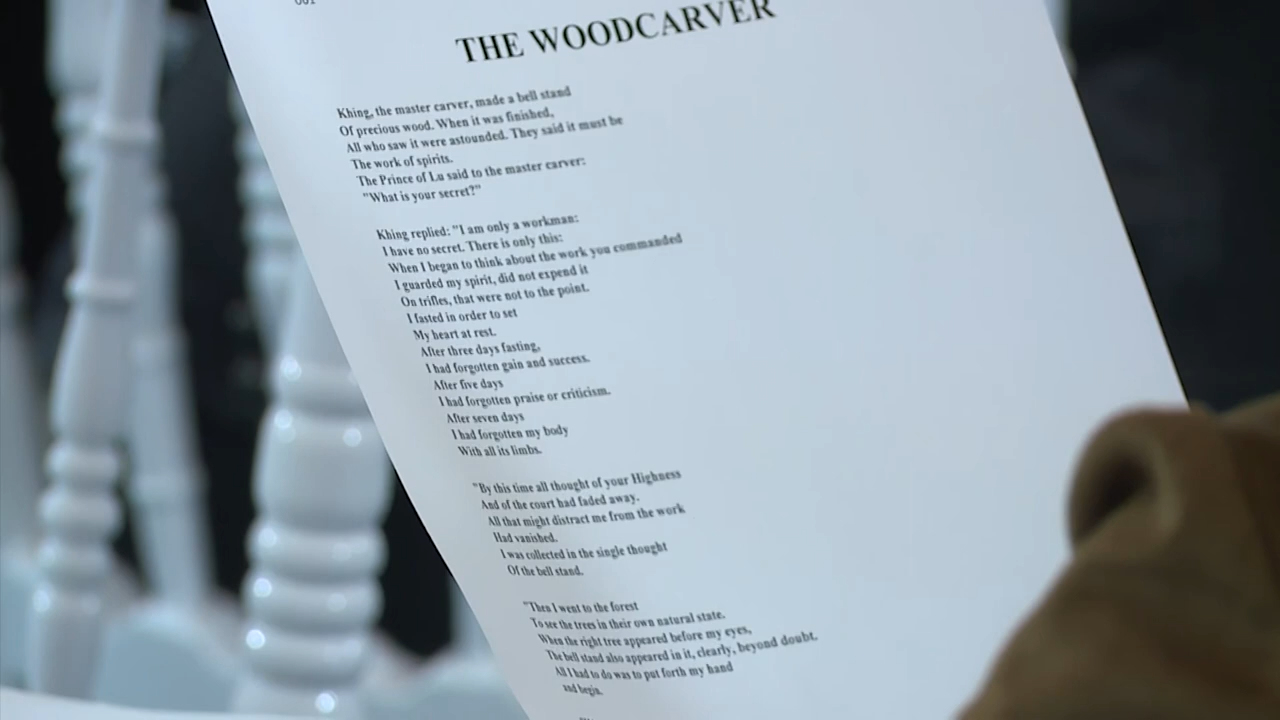 001
THE WOODCARVER
Khing, the master carver, made a bell stand
Of precious wood. When it was finished,
All who saw it were astounded. They said it must be
The work of spirits.
The Prince of Lu said to the master carver:
"What is your secret?"
Khing replied: "I am only a workman:
I have no secret. There is only this:
When I began to think about the work you commanded
I guarded my spirit, did not expend it
On trifles, that were not to the point.
I fasted in order to set
My heart at rest.
After three days fasting,
I had forgotten gain and success.
After five days
I had forgotten praise or criticism.
After seven days
I had forgotten my body
With all its limbs.
"By this time all thought of your Highness
And of the court had faded away.
All that might distract me from the work
Had vanished.
I was collected in the single thought
Of the bell stand.
"Then I went to the forest
To see the trees in their own natural state.
When the right tree appeared before my eyes,
The bell stand also appeared in it, clearly, beyond doubt.
All I had to do was to put forth my hand
and begin.